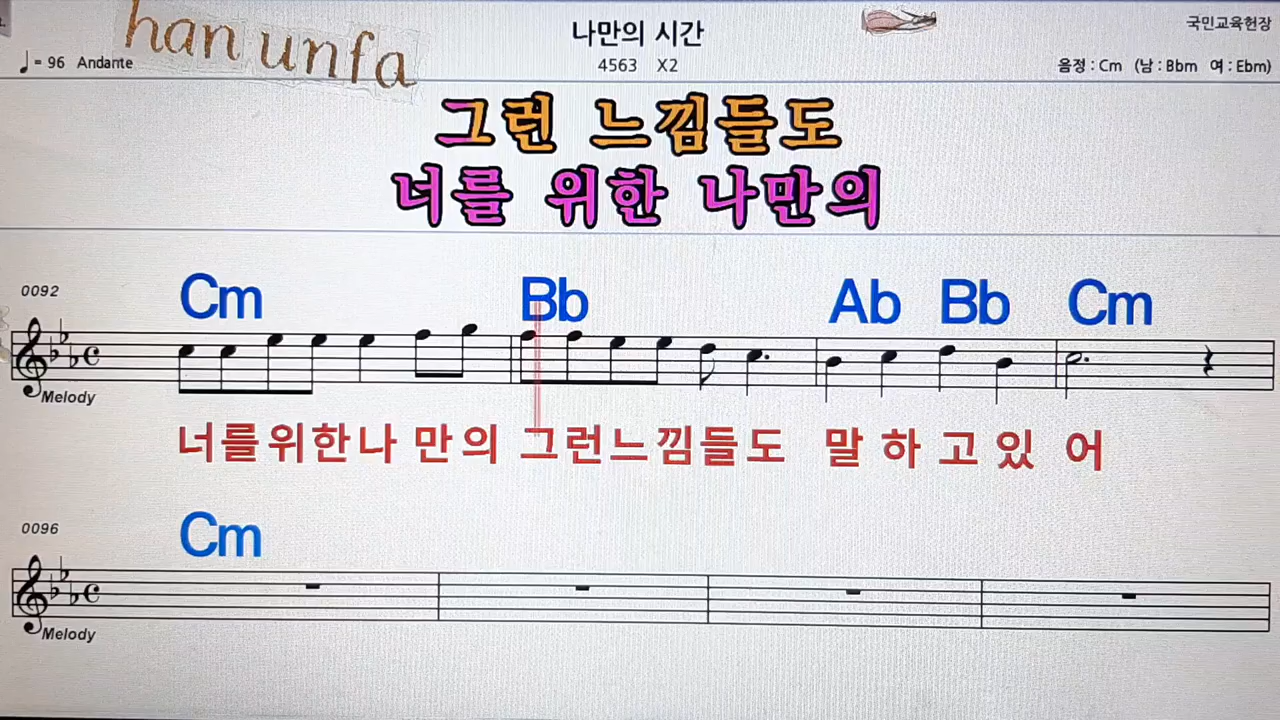 han unfa
나만의 시간
국민교육헌장
♩= 96 Andante
4563 X2
음정 : Cm (남 : Bbm 여 : Ebm)
그런 느낌들도
너를 위한 나만의
0092
Cm Bb Ab Bb Cm
Melody
너를위한나 만의 그런느낌들도 말 하 고 있 어
0096
Cm
Melody